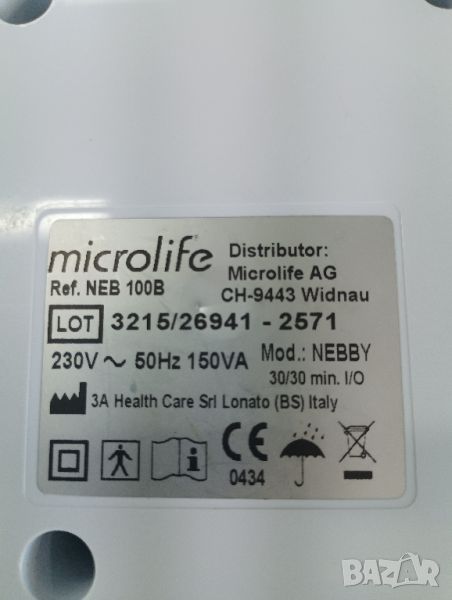 microlife
Distributor:
Microlife AG
Ref. NEB 100B
CH-9443 Widnau
LOT 3215/26941 - 2571
230V ~ 50Hz 150VA Mod.: NEBBY
30/30 min. I/O
3A Health Care Srl Lonato (BS) Italy
i
CE
0434
BAZAR